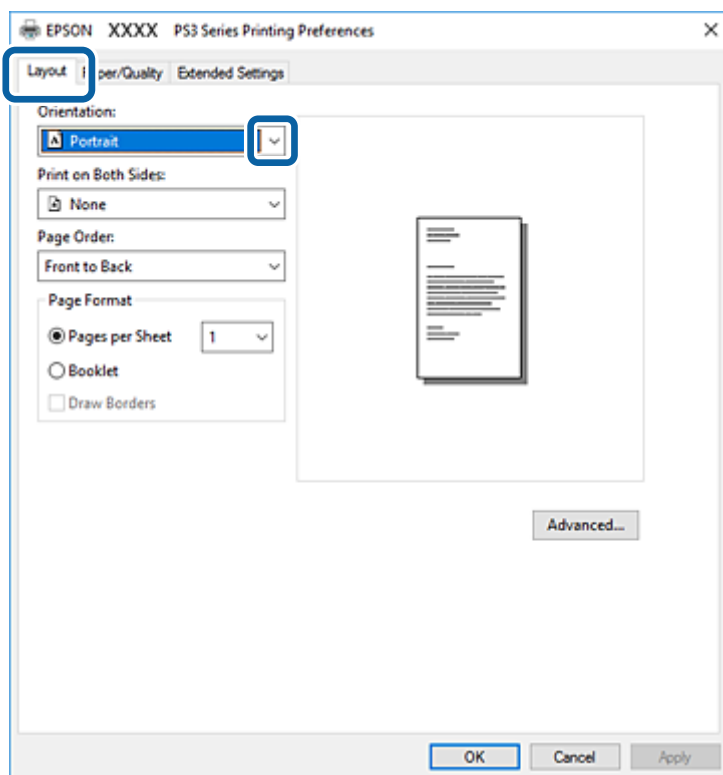 EPSON XXXX PS3 Series Printing Preferences
Layout per/Quality Extended Settings
Orientation:
A Portrait
Print on Both Sides:
None
Page Order:
Front to Back
Page Format
Pages per Sheet 1
Booklet
Draw Borders
Advanced...
OK Cancel Apply